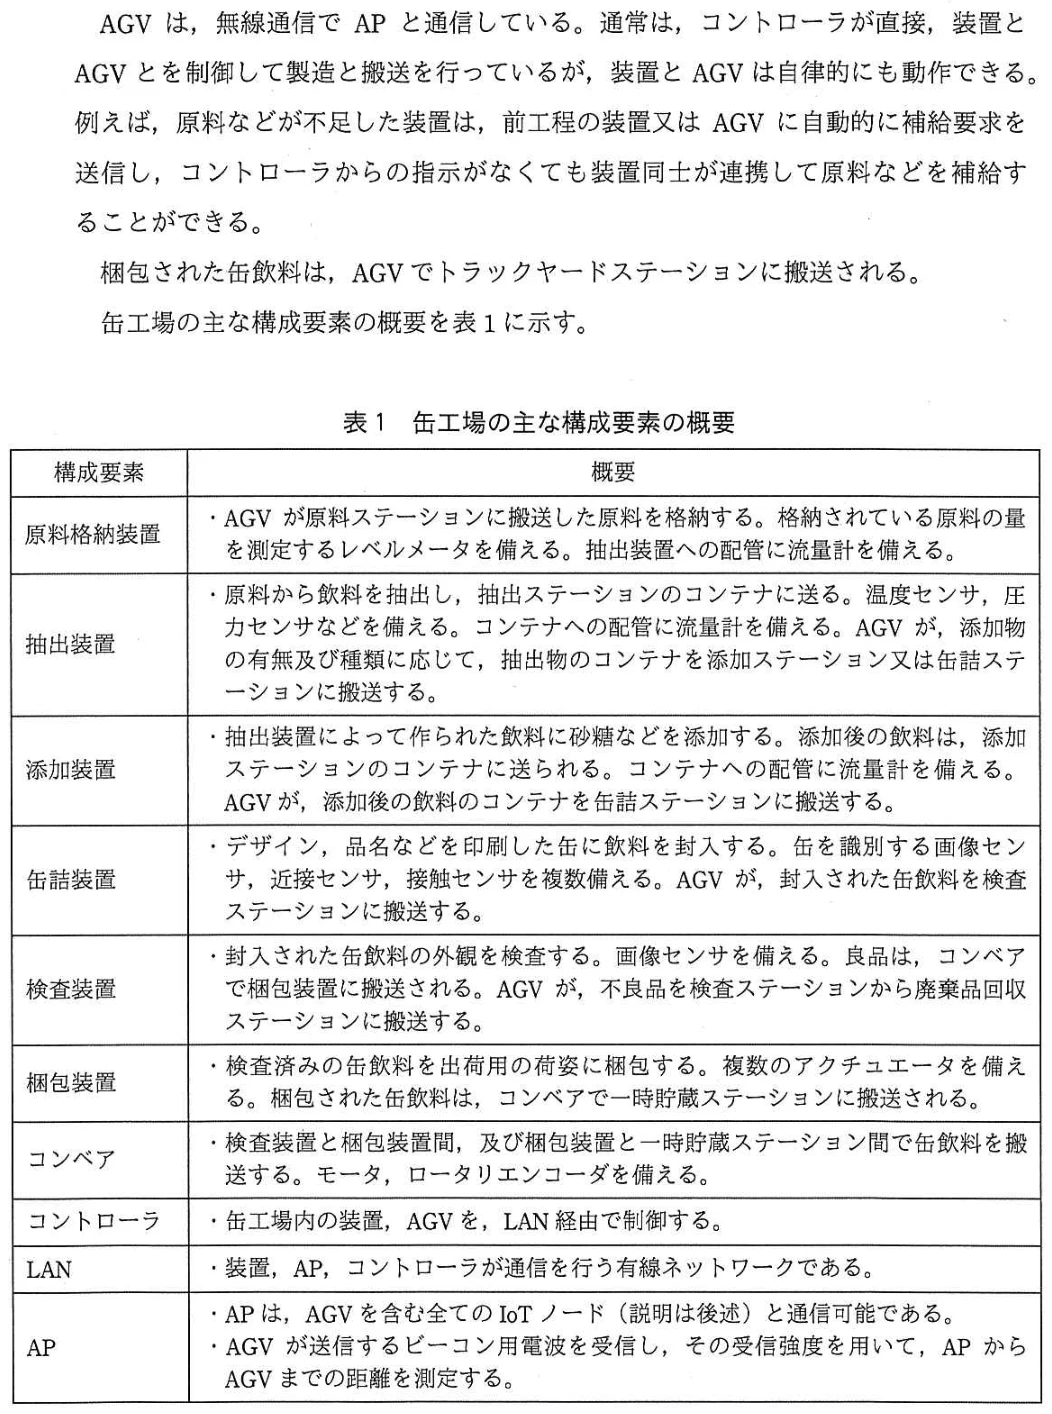 AGV は，無線通信で AP と通信している。通常は，コントローラが直接，装置と
AGV とを制御して製造と搬送を行っているが，装置と AGV は自律的にも動作できる。
例えば，原料などが不足した装置は，前工程の装置又は AGV に自動的に補給要求を
送信し，コントローラからの指示がなくても装置同士が連携して原料などを補給す
ることができる。
梱包された缶飲料は，AGV でトラックヤードステーションに搬送される。
缶工場の主な構成要素の概要を表 1 に示す。
表 1 缶工場の主な構成要素の概要
構成要素 概要
原料格納装置
・AGV が原料ステーションに搬送した原料を格納する。格納されている原料の量
を測定するレベルメータを備える。抽出装置への配管に流量計を備える。
抽出装置
・原料から飲料を抽出し，抽出ステーションのコンテナに送る。温度センサ，圧
力センサなどを備える。コンテナへの配管に流量計を備える。AGV が，添加物
の有無及び種類に応じて，抽出物のコンテナを添加ステーション又は缶詰ステ
ーションに搬送する。
添加装置
・抽出装置によって作られた飲料に砂糖などを添加する。添加後の飲料は，添加
ステーションのコンテナに送られる。コンテナへの配管に流量計を備える。
AGV が，添加後の飲料のコンテナを缶詰ステーションに搬送する。
缶詰装置
・デザイン，品名などを印刷した缶に飲料を封入する。缶を識別する画像セン
サ，近接センサ，接触センサを複数備える。AGV が，封入された缶飲料を検査
ステーションに搬送する。
検査装置
・封入された缶飲料の外観を検査する。画像センサを備える。良品は，コンベア
で梱包装置に搬送される。AGV が，不良品を検査ステーションから廃棄品回収
ステーションに搬送する。
梱包装置
・検査済みの缶飲料を出荷用の荷姿に梱包する。複数のアクチュエータを備え
る。梱包された缶飲料は，コンベアで一時貯蔵ステーションに搬送される。
コンベア
・検査装置と梱包装置間，及び梱包装置と一時貯蔵ステーション間で缶飲料を搬
送する。モータ，ロータリエンコーダを備える。
コントローラ
・缶工場内の装置，AGV を，LAN 経由で制御する。
LAN
・装置，AP，コントローラが通信を行う有線ネットワークである。
AP
・AP は，AGV を含む全ての IoT ノード（説明は後述）と通信可能である。
・AGV が送信するビーコン用電波を受信し，その受信強度を用いて，AP から
AGV までの距離を測定する。